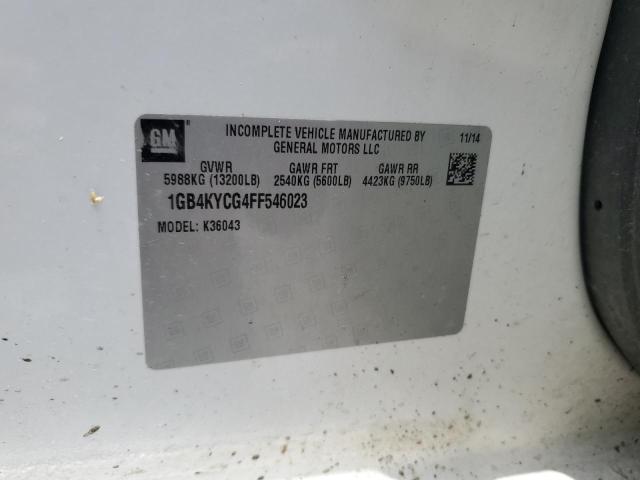 GM ®
INCOMPLETE VEHICLE MANUFACTURED BY
GENERAL MOTORS LLC
11/14
GVWR GAWR FRT GAWR RR
5988KG (13200LB) 2540KG (5600LB) 4423KG (9750LB)
1GB4KYCG4FF546023
MODEL: K36043